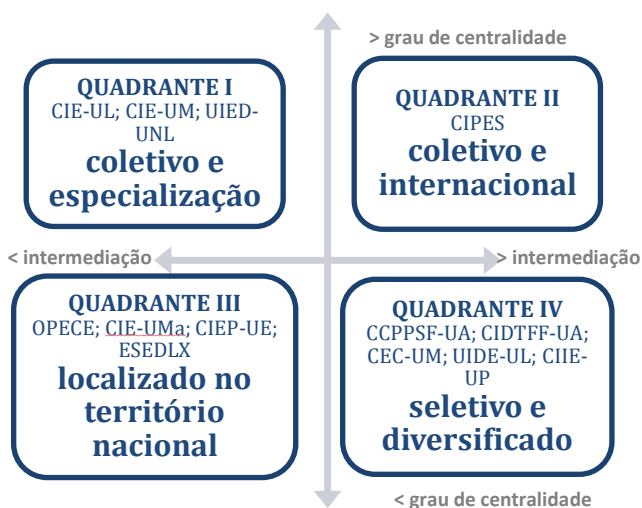 > grau de centralidade
QUADRANTE I
CIE-UL; CIE-UM; UIED-
UNL
coletivo e
especialização
QUADRANTE II
CIPES
coletivo e
internacional
< intermediação
> intermediação
QUADRANTE III
OPECE; CIE-UMa; CIEP-UE;
ESEDLX
localizado no
território
nacional
QUADRANTE IV
CCPPSF-UA; CIDTFF-UA;
CEC-UM; UIDE-UL; CIIE-
UP
seletivo e
diversificado
< grau de centralidade